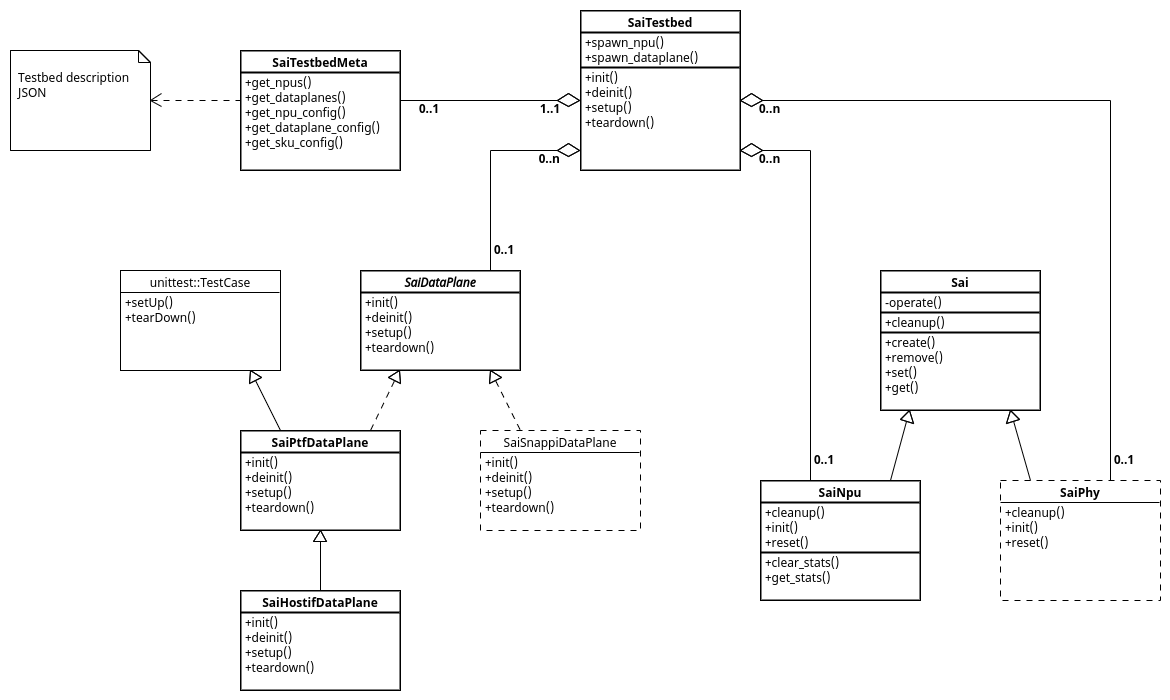 SaiTestbed
+spawn_npu()
+spawn_dataplane()
+init()
+deinit()
+setup()
+teardown()
Testbed description
JSON
SaiTestbedMeta
+get_npus()
+get_dataplanes()
+get_npu_config()
+get_dataplane_config()
+get_sku_config()
0..1
1..1
0..n
0..n
0..n
0..1
unittest::TestCase
+setUp()
+tearDown()
SaiDataPlane
+init()
+deinit()
+setup()
+teardown()
Sai
-operate()
+cleanup()
+create()
+remove()
+set()
+get()
SaiPtfDataPlane
+init()
+deinit()
+setup()
+teardown()
SaiSnappiDataPlane
+init()
+deinit()
+setup()
+teardown()
0..1
0..1
SaiNpu
+cleanup()
+init()
+reset()
+clear_stats()
+get_stats()
SaiPhy
+cleanup()
+init()
+reset()
SaiHostifDataPlane
+init()
+deinit()
+setup()
+teardown()